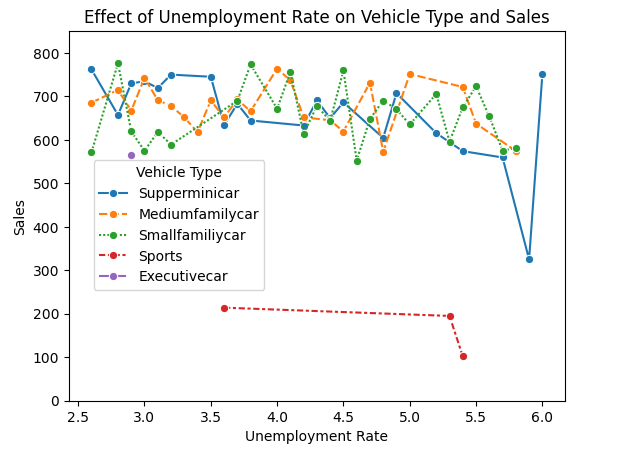 Effect of Unemployment Rate on Vehicle Type and Sales
800
700
600
500
400
300
200
100
0
Sales
Vehicle Type
Supperminicar
Mediumfamilycar
Smallfamiliycar
Sports
Executivecar
2.5 3.0 3.5 4.0 4.5 5.0 5.5 6.0
Unemployment Rate